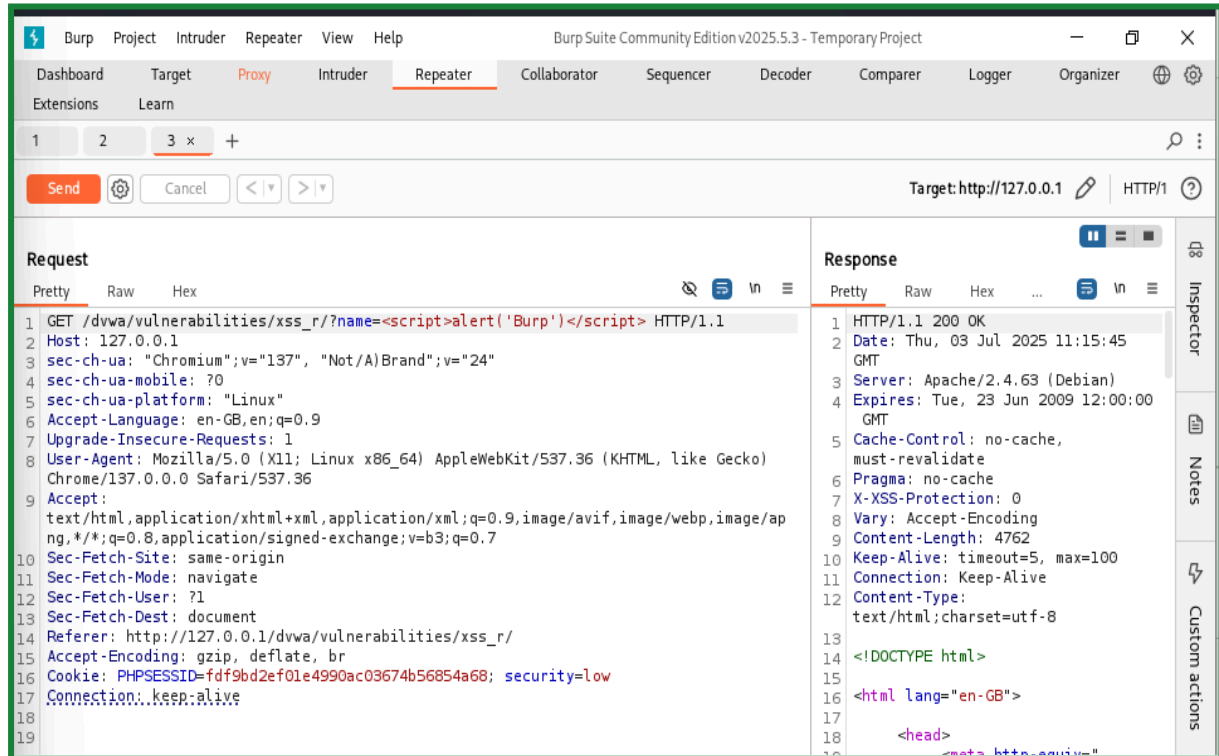 Burp Project Intruder Repeater View Help Burp Suite Community Edition v2025.5.3 - Temporary Project
Dashboard Target Proxy Intruder Repeater Collaborator Sequencer Decoder Comparer Logger Organizer
Extensions Learn
1 2 3 × +
Send Cancel < > Target: http://127.0.0.1 HTTP/1 ?
Request
Pretty Raw Hex \n
1 GET /dvwa/vulnerabilities/xss_r/?name=<script>alert('Burp')</script> HTTP/1.1
2 Host: 127.0.0.1
3 sec-ch-ua: "Chromium";v="137", "Not/A)Brand";v="24"
4 sec-ch-ua-mobile: ?0
5 sec-ch-ua-platform: "Linux"
6 Accept-Language: en-GB,en;q=0.9
7 Upgrade-Insecure-Requests: 1
8 User-Agent: Mozilla/5.0 (X11; Linux x86_64) AppleWebKit/537.36 (KHTML, like Gecko)
Chrome/137.0.0.0 Safari/537.36
9 Accept:
text/html,application/xhtml+xml,application/xml;q=0.9,image/avif,image/webp,image/ap
ng,*/*;q=0.8,application/signed-exchange;v=b3;q=0.7
10 Sec-Fetch-Site: same-origin
11 Sec-Fetch-Mode: navigate
12 Sec-Fetch-User: ?1
13 Sec-Fetch-Dest: document
14 Referer: http://127.0.0.1/dvwa/vulnerabilities/xss_r/
15 Accept-Encoding: gzip, deflate, br
16 Cookie: PHPSESSID=fdf9bd2ef01e4990ac03674b56854a68; security=low
17 Connection: keep-alive
18
19
Response
Pretty Raw Hex ... \n
1 HTTP/1.1 200 OK
2 Date: Thu, 03 Jul 2025 11:15:45
GMT
3 Server: Apache/2.4.63 (Debian)
4 Expires: Tue, 23 Jun 2009 12:00:00
GMT
5 Cache-Control: no-cache,
must-revalidate
6 Pragma: no-cache
7 X-XSS-Protection: 0
8 Vary: Accept-Encoding
9 Content-Length: 4762
10 Keep-Alive: timeout=5, max=100
11 Connection: Keep-Alive
12 Content-Type:
text/html;charset=utf-8
13
14 <!DOCTYPE html>
15
16 <html lang="en-GB">
17
18 <head>
<meta http-equiv="
Inspector
Notes
Custom actions